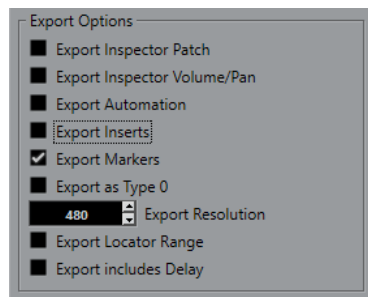 Export Options
Export Inspector Patch
Export Inspector Volume/Pan
Export Automation
Export Inserts
Export Markers
Export as Type 0
480 Export Resolution
Export Locator Range
Export includes Delay